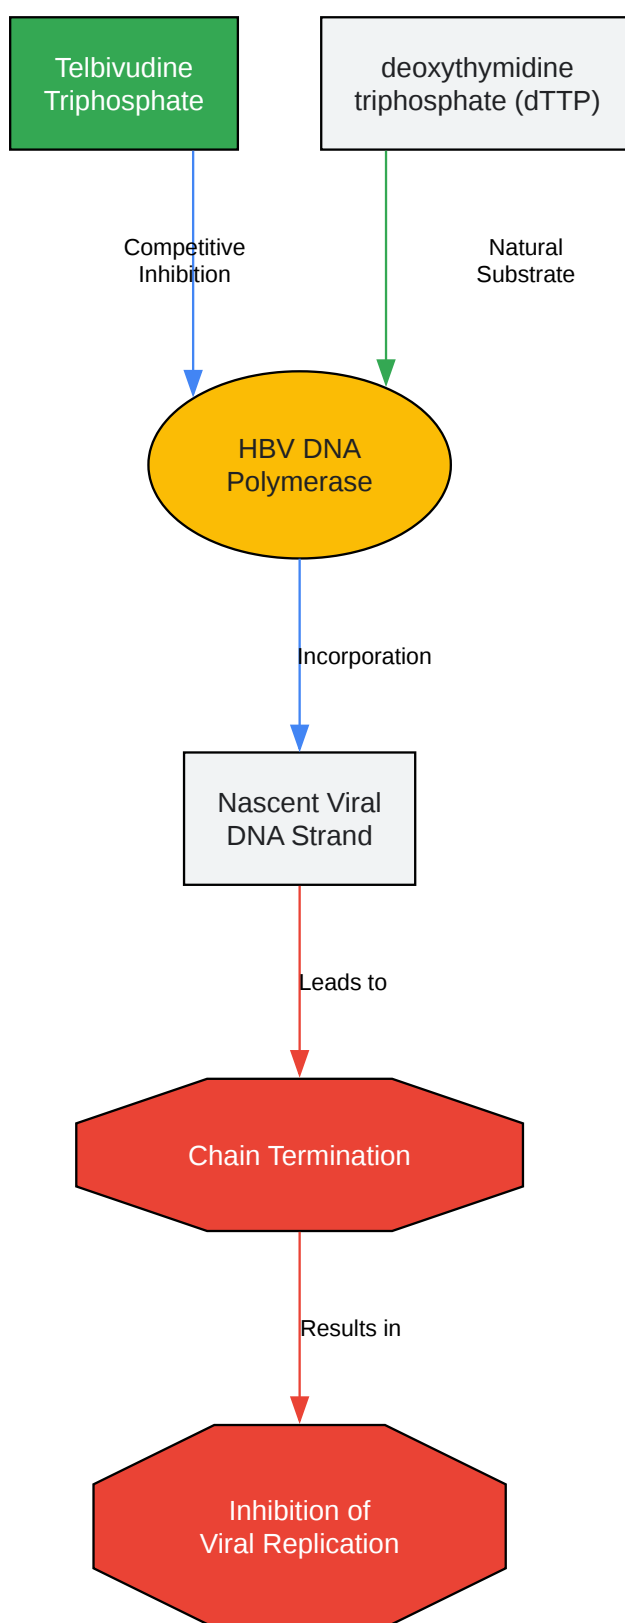 Telbivudine
Triphosphate
deoxythymidine
triphosphate (dTTP)
Competitive
Inhibition
Natural
Substrate
HBV DNA
Polymerase
Incorporation
Nascent Viral
DNA Strand
Leads to
Chain Termination
Results in
Inhibition of
Viral Replication